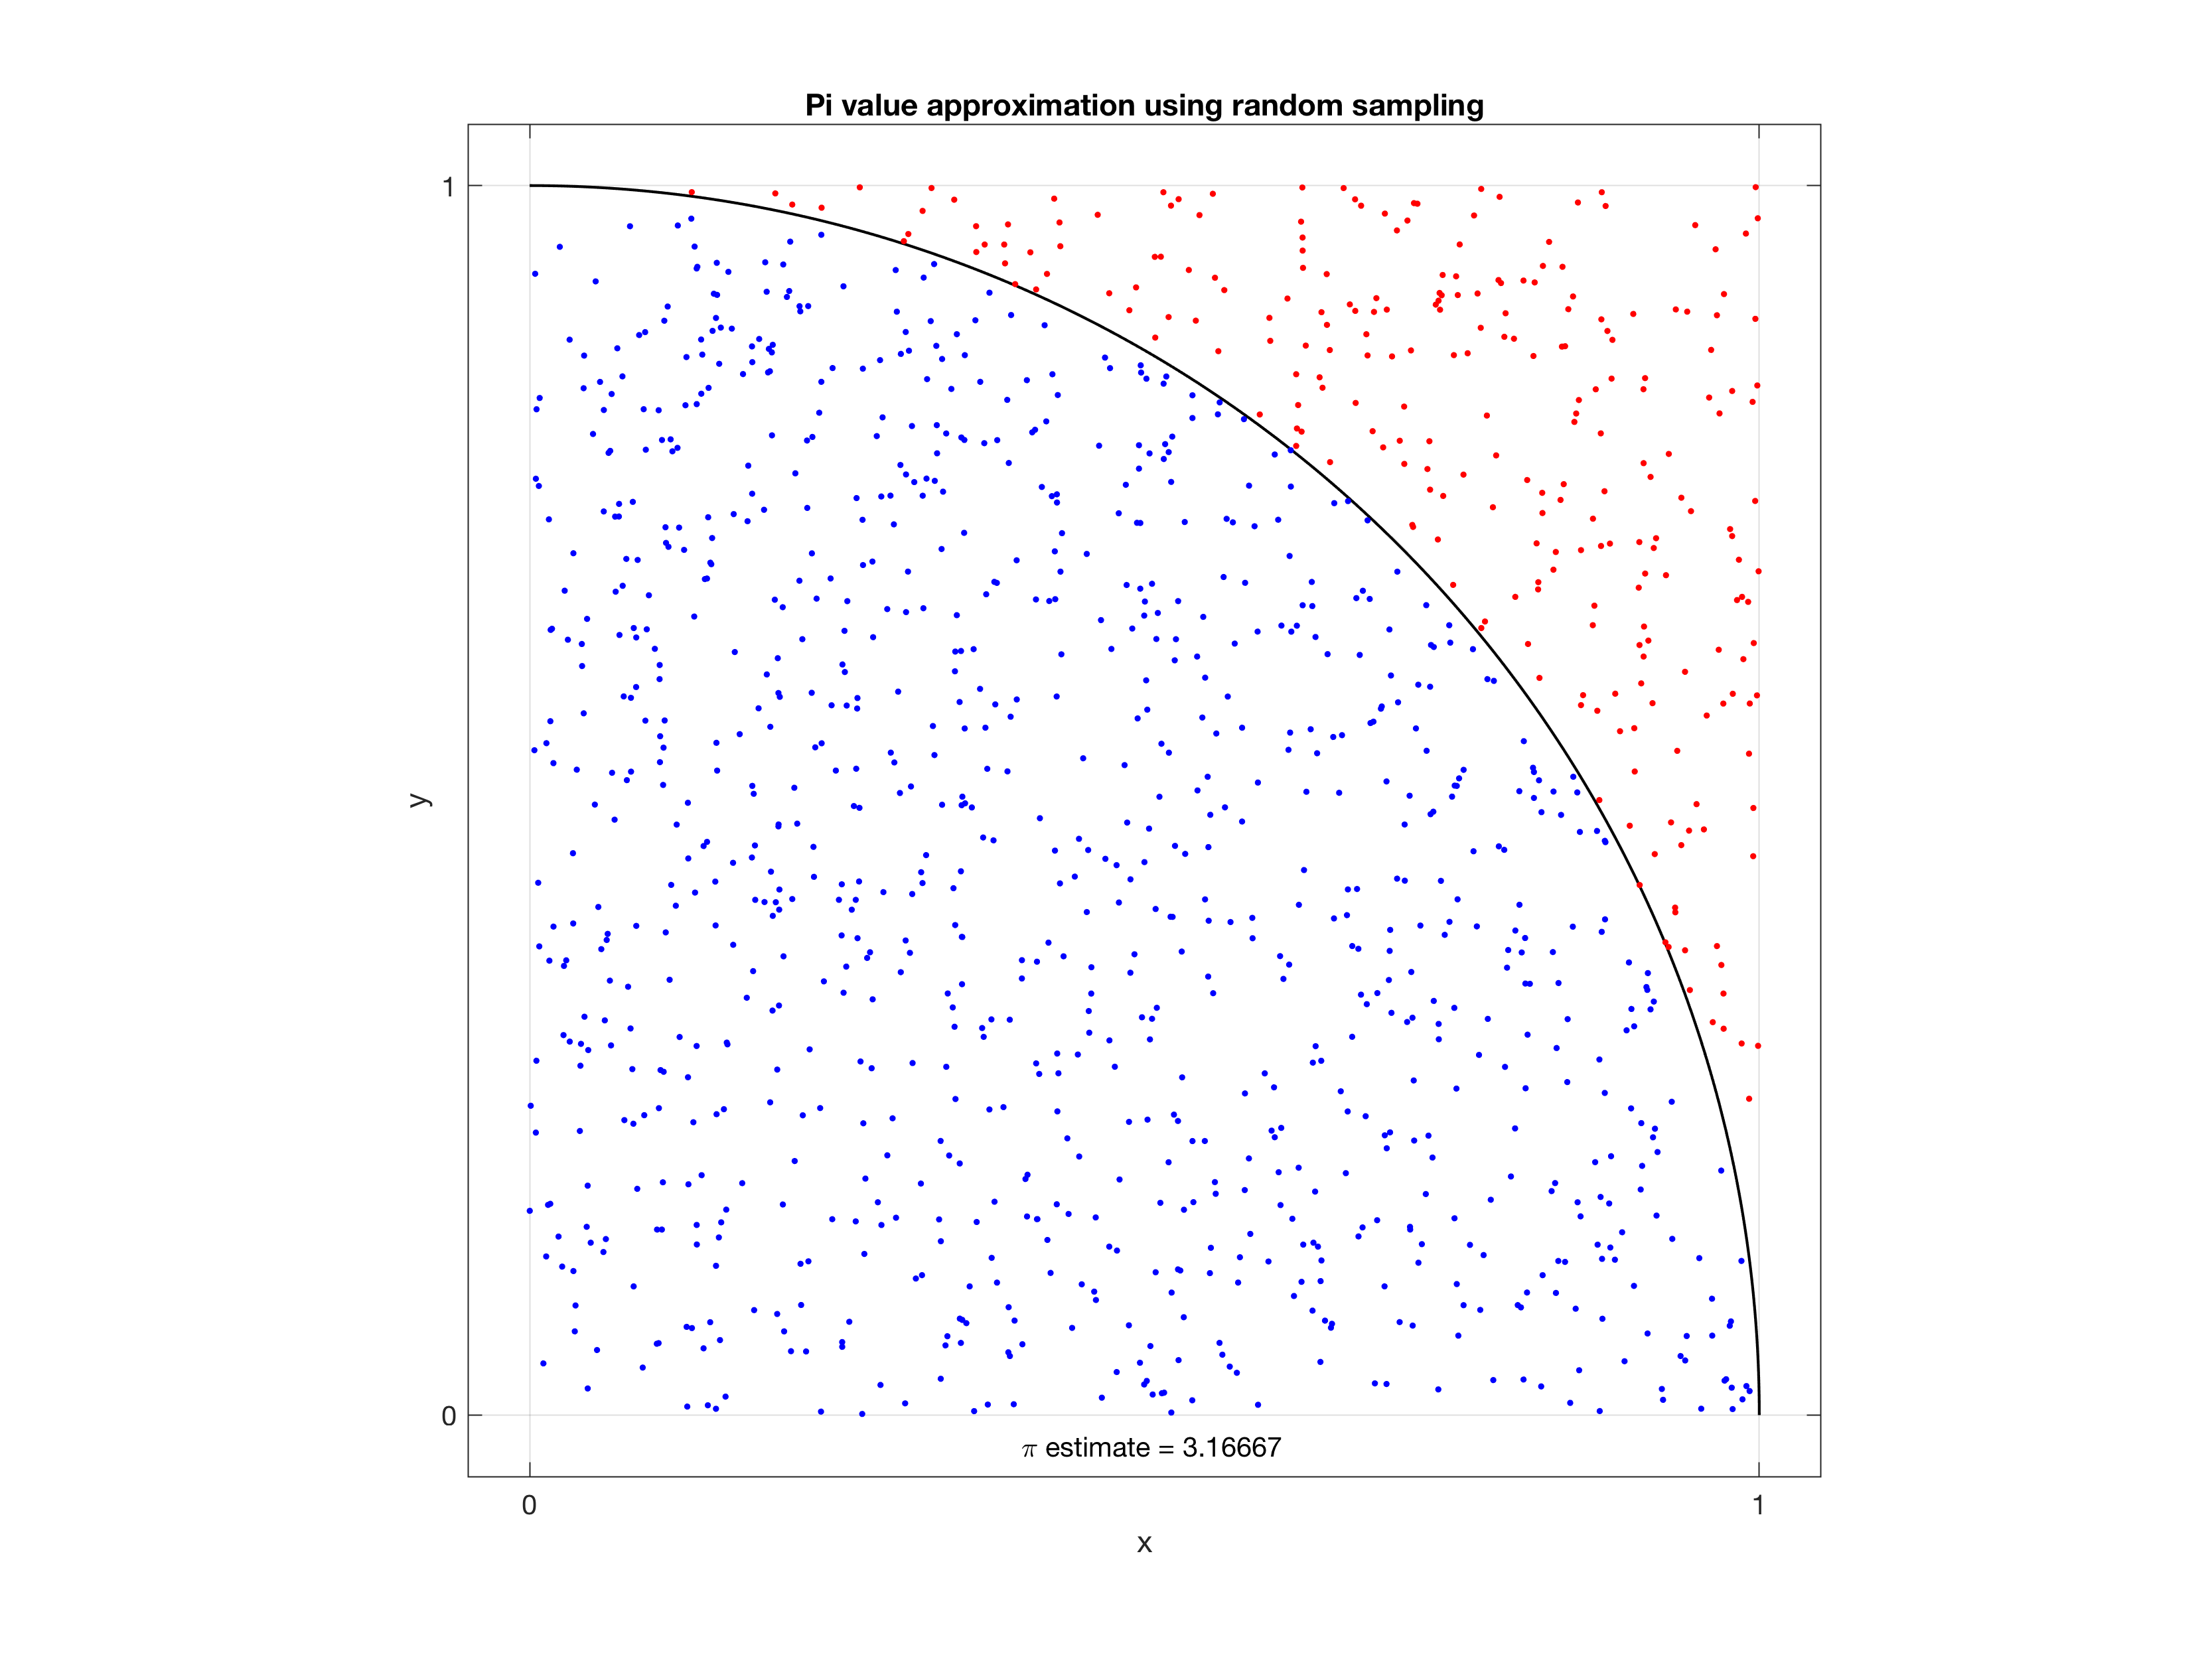 Pi value approximation using random sampling
1
y
0
π estimate = 3.16667
0 1
x